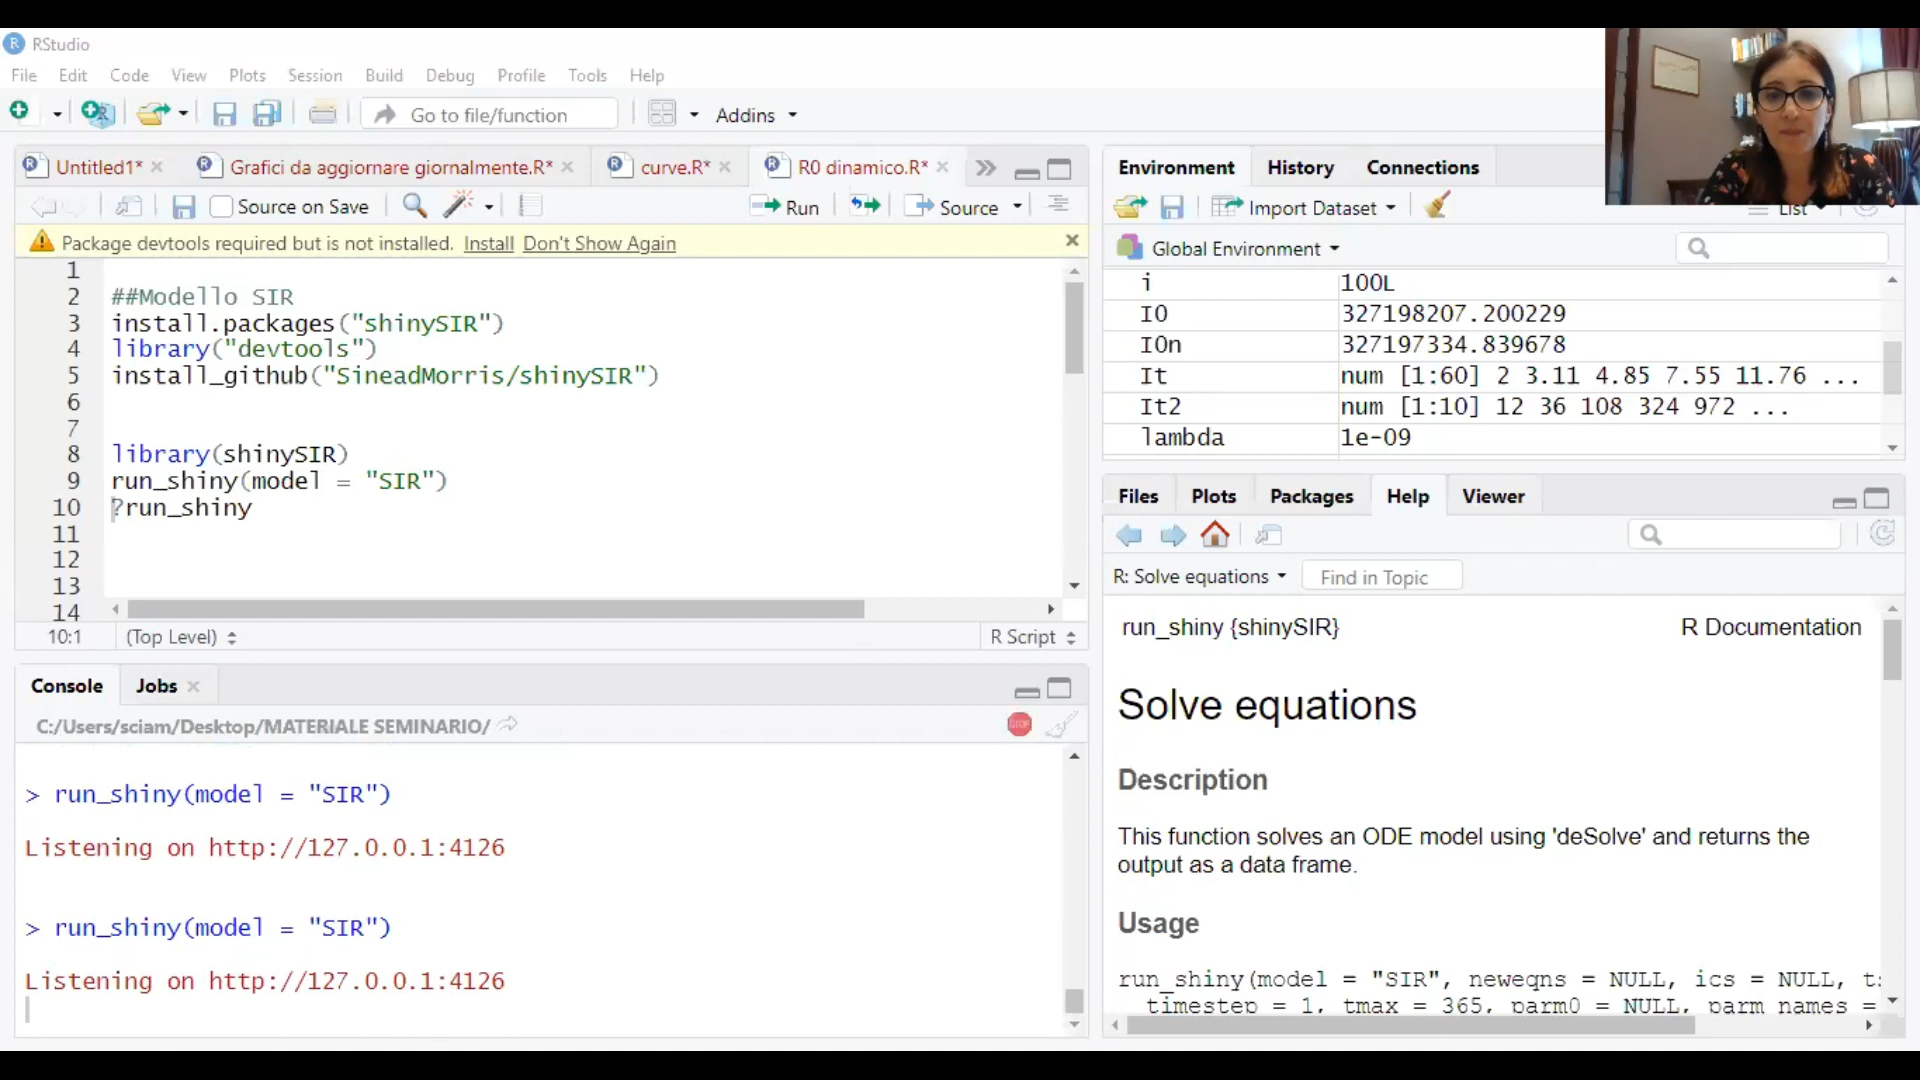 RStudio
File Edit Code View Plots Session Build Debug Profile Tools Help
Go to file/function Addins
Untitled1* Grafici da aggiornare giornalmente.R* curve.R* R0 dinamico.R*
Source on Save Run Source
Package devtools required but is not installed. Install Don't Show Again
1
2 ##Modello SIR
3 install.packages("shinySIR")
4 library("devtools")
5 install_github("SineadMorris/shinySIR")
6
7
8 library(shinySIR)
9 run_shiny(model = "SIR")
10 ?run_shiny
11
12
13
14
10:1 (Top Level) R Script
Console Jobs
C:/Users/sciam/Desktop/MATERIALE SEMINARIO/
STOP
> run_shiny(model = "SIR")
Listening on http://127.0.0.1:4126
> run_shiny(model = "SIR")
Listening on http://127.0.0.1:4126
Environment History Connections
Import Dataset List
Global Environment
i 100L
I0 327198207.200229
I0n 327197334.839678
It num [1:60] 2 3.11 4.85 7.55 11.76 ...
It2 num [1:10] 12 36 108 324 972 ...
lambda 1e-09
Files Plots Packages Help Viewer
R: Solve equations Find in Topic
run_shiny {shinySIR} R Documentation
Solve equations
Description
This function solves an ODE model using 'deSolve' and returns the
output as a data frame.
Usage
run_shiny(model = "SIR", neweqns = NULL, ics = NULL, t
timestep = 1, tmax = 365, parm0 = NULL, parm_names =